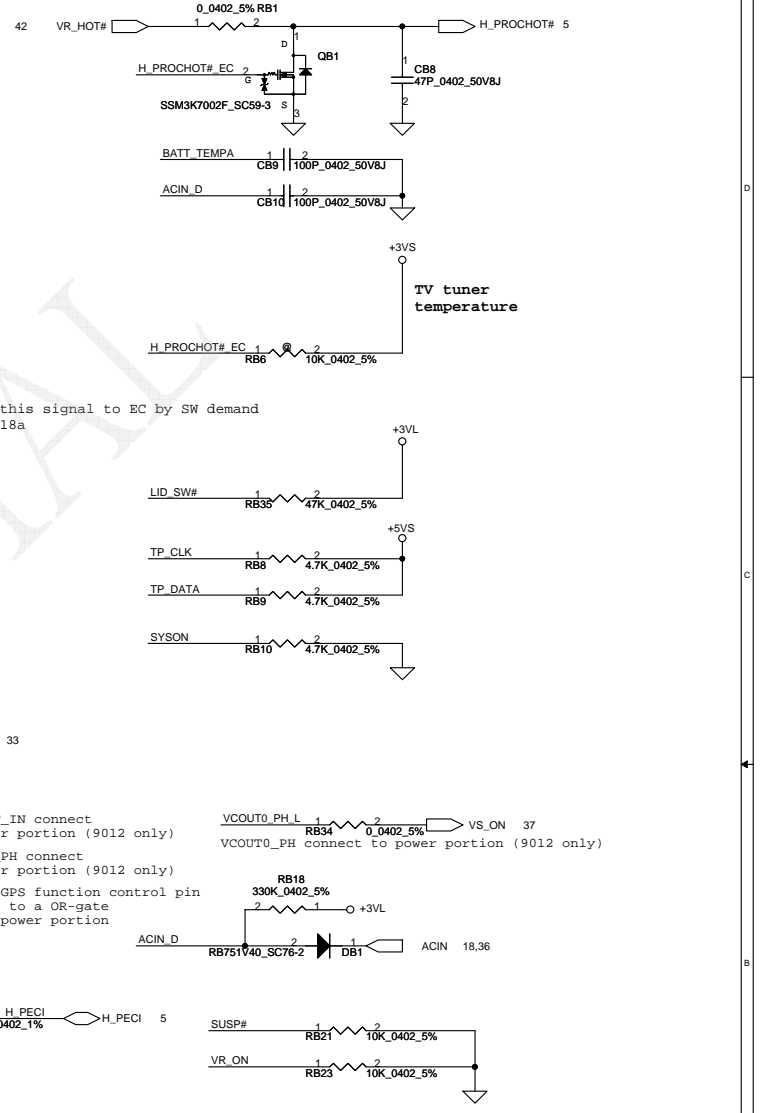 0_0402_5% RB1
42 VR_HOT# 1 2 H_PROCHOT# 5
1
D
QB1
H_PROCHOT#_EC 2
G
1
CB8
47P_0402_50V8J
2
SSM3K7002F_SC59-3 S
3
BATT_TEMPA 1 2
CB9 100P_0402_50V8J
ACIN_D 1 2
CB10 100P_0402_50V8J
D
+3VS
TV tuner
temperature
H_PROCHOT#_EC 1 @ 2
RB6 10K_0402_5%
this signal to EC by SW demand
18a
+3VL
LID_SW# 1 2
RB35 47K_0402_5%
+5VS
TP_CLK 1 2
RB8 4.7K_0402_5%
C
TP_DATA 1 2
RB9 4.7K_0402_5%
SYSON 1 2
RB10 4.7K_0402_5%
33
_IN connect
r portion (9012 only)
VCOUT0_PH_L 1 2
RB34 0_0402_5% VS_ON 37
VCOUT0_PH connect to power portion (9012 only)
PH connect
r portion (9012 only)
GPS function control pin
to a OR-gate
power portion
RB18
330K_0402_5%
2 1 +3VL
ACIN_D 2 1 ACIN 18,36
RB751V40_SC76-2 DB1
B
H_PECI H_PECI 5
0402_1%
SUSP# 1 2
RB21 10K_0402_5%
VR_ON 1 2
RB23 10K_0402_5%